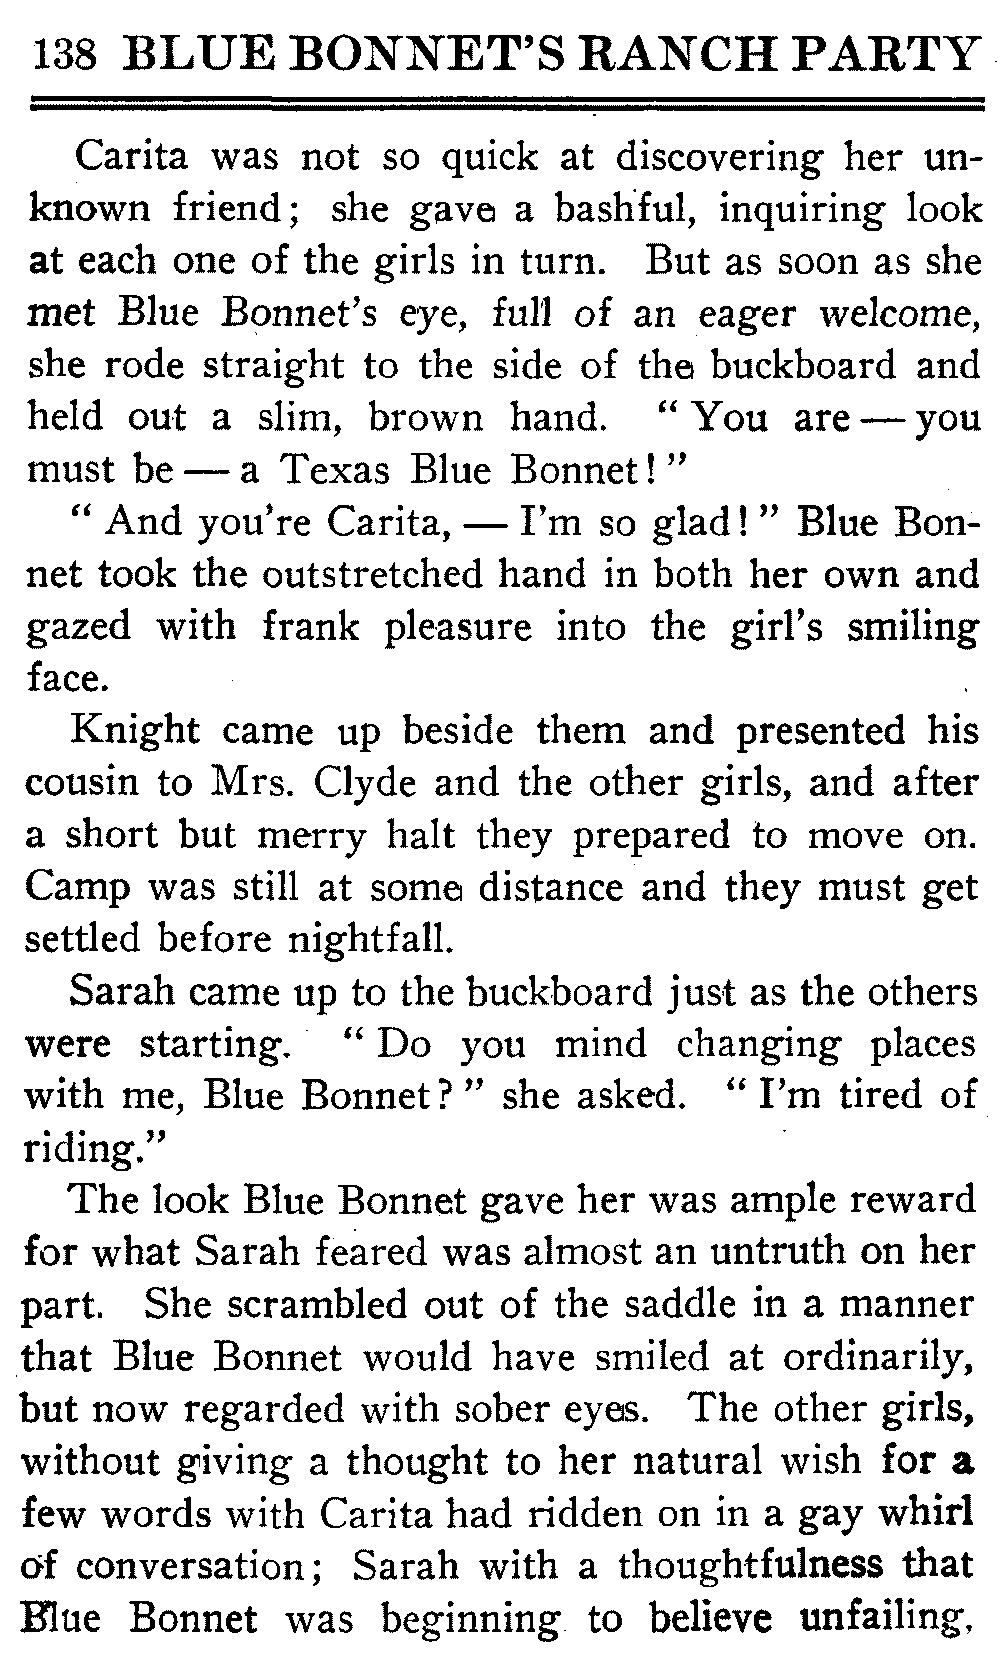 138 BLUE BONNET'S RANCH PARTY
Carita was not so quick at discovering her un-
known friend; she gave a bashful, inquiring look
at each one of the girls in turn. But as soon as she
met Blue Bonnet's eye, full of an eager welcome,
she rode straight to the side of the buckboard and
held out a slim, brown hand. " You are — you
must be — a Texas Blue Bonnet! "
" And you're Carita, — I'm so glad! " Blue Bon-
net took the outstretched hand in both her own and
gazed with frank pleasure into the girl's smiling
face.
Knight came up beside them and presented his
cousin to Mrs. Clyde and the other girls, and after
a short but merry halt they prepared to move on.
Camp was still at some distance and they must get
settled before nightfall.
Sarah came up to the buckboard just as the others
were starting. " Do you mind changing places
with me, Blue Bonnet? " she asked. " I'm tired of
riding."
The look Blue Bonnet gave her was ample reward
for what Sarah feared was almost an untruth on her
part. She scrambled out of the saddle in a manner
that Blue Bonnet would have smiled at ordinarily,
but now regarded with sober eyes. The other girls,
without giving a thought to her natural wish for a
few words with Carita had ridden on in a gay whirl
of conversation; Sarah with a thoughtfulness that
Blue Bonnet was beginning to believe unfailing,